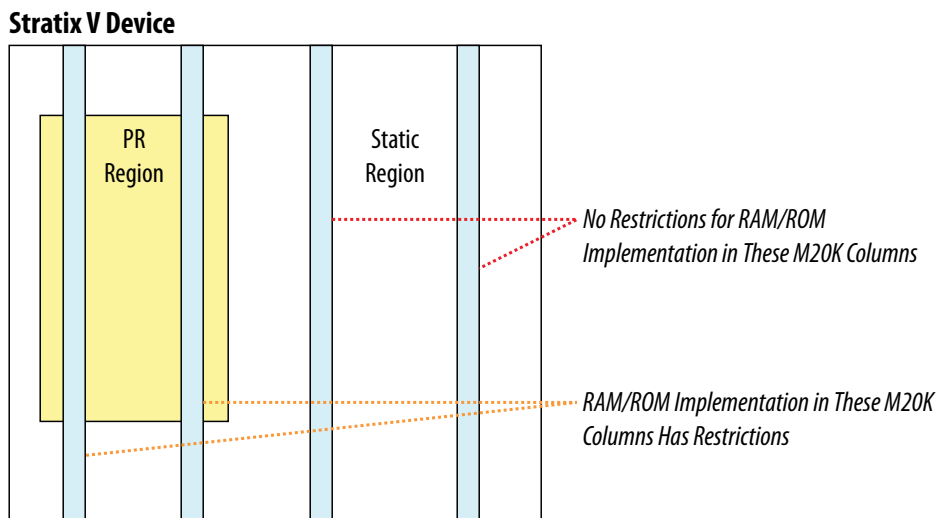 Stratix V Device
PR
Region
Static
Region
No Restrictions for RAM/ROM
Implementation in These M20K Columns
RAM/ROM Implementation in These M20K
Columns Has Restrictions